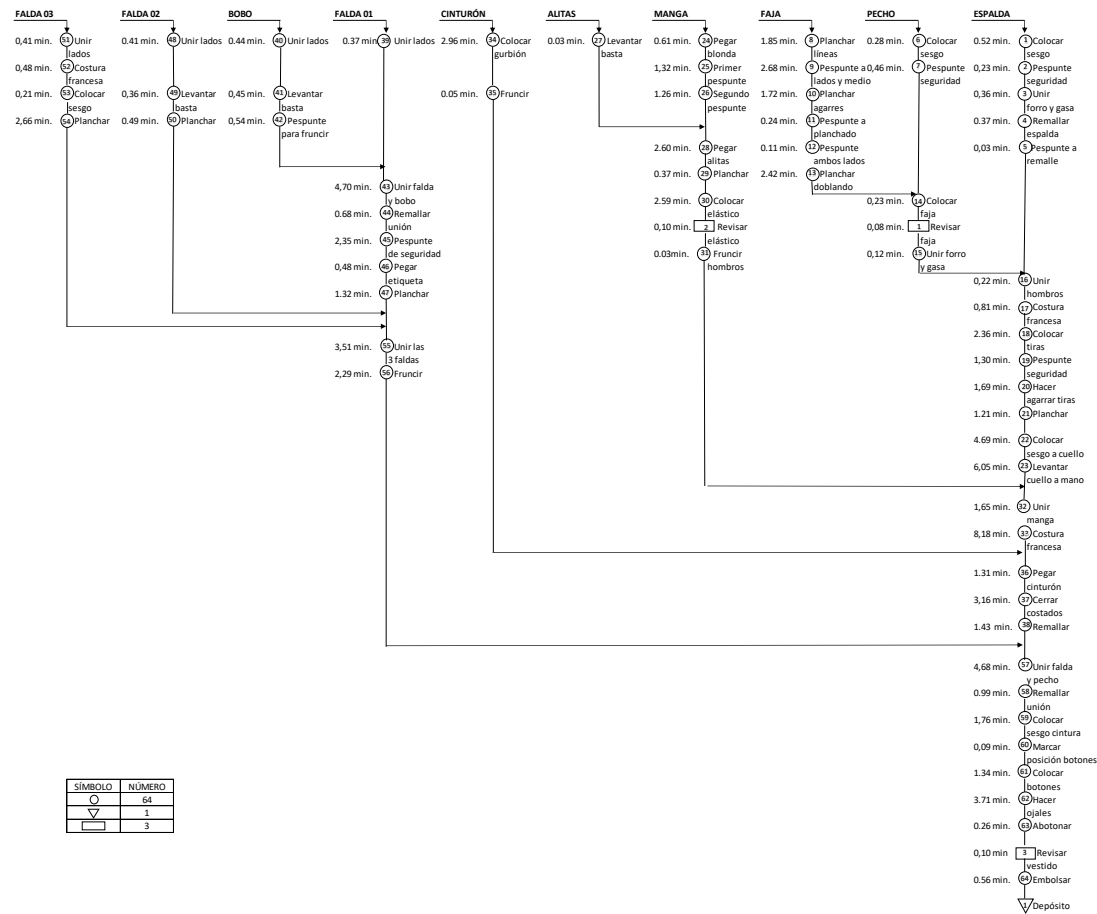 FALDA 03
0,41 min. 51 Unir
lados
0,48 min. 52 Costura
francesa
0,21 min. 53 Colocar
sesgo
2,66 min. 54 Planchar
FALDA 02
0.41 min. 48 Unir lados
0,36 min. 49 Levantar
basta
0.49 min. 50 Planchar
BOBO
0.44 min. 40 Unir lados
0,45 min. 41 Levantar
basta
0,54 min. 42 Pespunte
para fruncir
FALDA 01
0.37 min 39 Unir lados
4,70 min. 43 Unir falda
y bobo
0.68 min. 44 Remallar
unión
2,35 min. 45 Pespunte
de seguridad
0,48 min. 46 Pegar
etiqueta
1.32 min. 47 Planchar
3,51 min. 55 Unir las
3 faldas
2,29 min. 56 Fruncir
CINTURÓN
2.96 min. 34 Colocar
gurbión
0.05 min. 35 Fruncir
ALITAS
0.03 min. 27 Levantar
basta
MANGA
0.61 min. 24 Pegar
blonda
1,32 min. 25 Primer
pespunte
1.26 min. 26 Segundo
pespunte
2.60 min. 28 Pegar
alitas
0.37 min. 29 Planchar
2.59 min. 30 Colocar
elástico
0,10 min. 2 Revisar
elástico
0.03min. 31 Fruncir
hombros
FAJA
1.85 min. 8 Planchar
líneas
2.68 min. 9 Pespunte a
lados y medio
1.72 min. 10 Planchar
agarres
0.24 min. 11 Pespunte a
planchado
0.11 min. 12 Pespunte
ambos lados
2.42 min. 13 Planchar
doblando
PECHO
0.28 min. 6 Colocar
sesgo
0,46 min. 7 Pespunte
seguridad
0,23 min. 14 Colocar
faja
0,08 min. 1 Revisar
faja
0,12 min. 15 Unir forro
y gasa
ESPALDA
0.52 min. 1 Colocar
sesgo
0,23 min. 2 Pespunte
seguridad
0,36 min. 3 Unir
forro y gasa
0.37 min. 4 Remallar
espalda
0,03 min. 5 Pespunte a
remalle
0,22 min. 16 Unir
hombros
0,81 min. 17 Costura
francesa
2.36 min. 18 Colocar
tiras
1,30 min. 19 Pespunte
seguridad
1,69 min. 20 Hacer
agarrar tiras
1.21 min. 21 Planchar
4.69 min. 22 Colocar
sesgo a cuello
6,05 min. 23 Levantar
cuello a mano
1,65 min. 32 Unir
manga
8,18 min. 33 Costura
francesa
1.31 min. 36 Pegar
cinturón
3,16 min. 37 Cerrar
costados
1.43 min. 38 Remallar
4,68 min. 57 Unir falda
y pecho
0.99 min. 58 Remallar
unión
1,76 min. 59 Colocar
sesgo cintura
0,09 min. 60 Marcar
posición botones
1.34 min. 61 Colocar
botones
3.71 min. 62 Hacer
ojales
0.26 min. 63 Abotonar
0,10 min 3 Revisar
vestido
0.56 min. 64 Embolsar
1 Depósito
SÍMBOLO NÚMERO
64
1
3